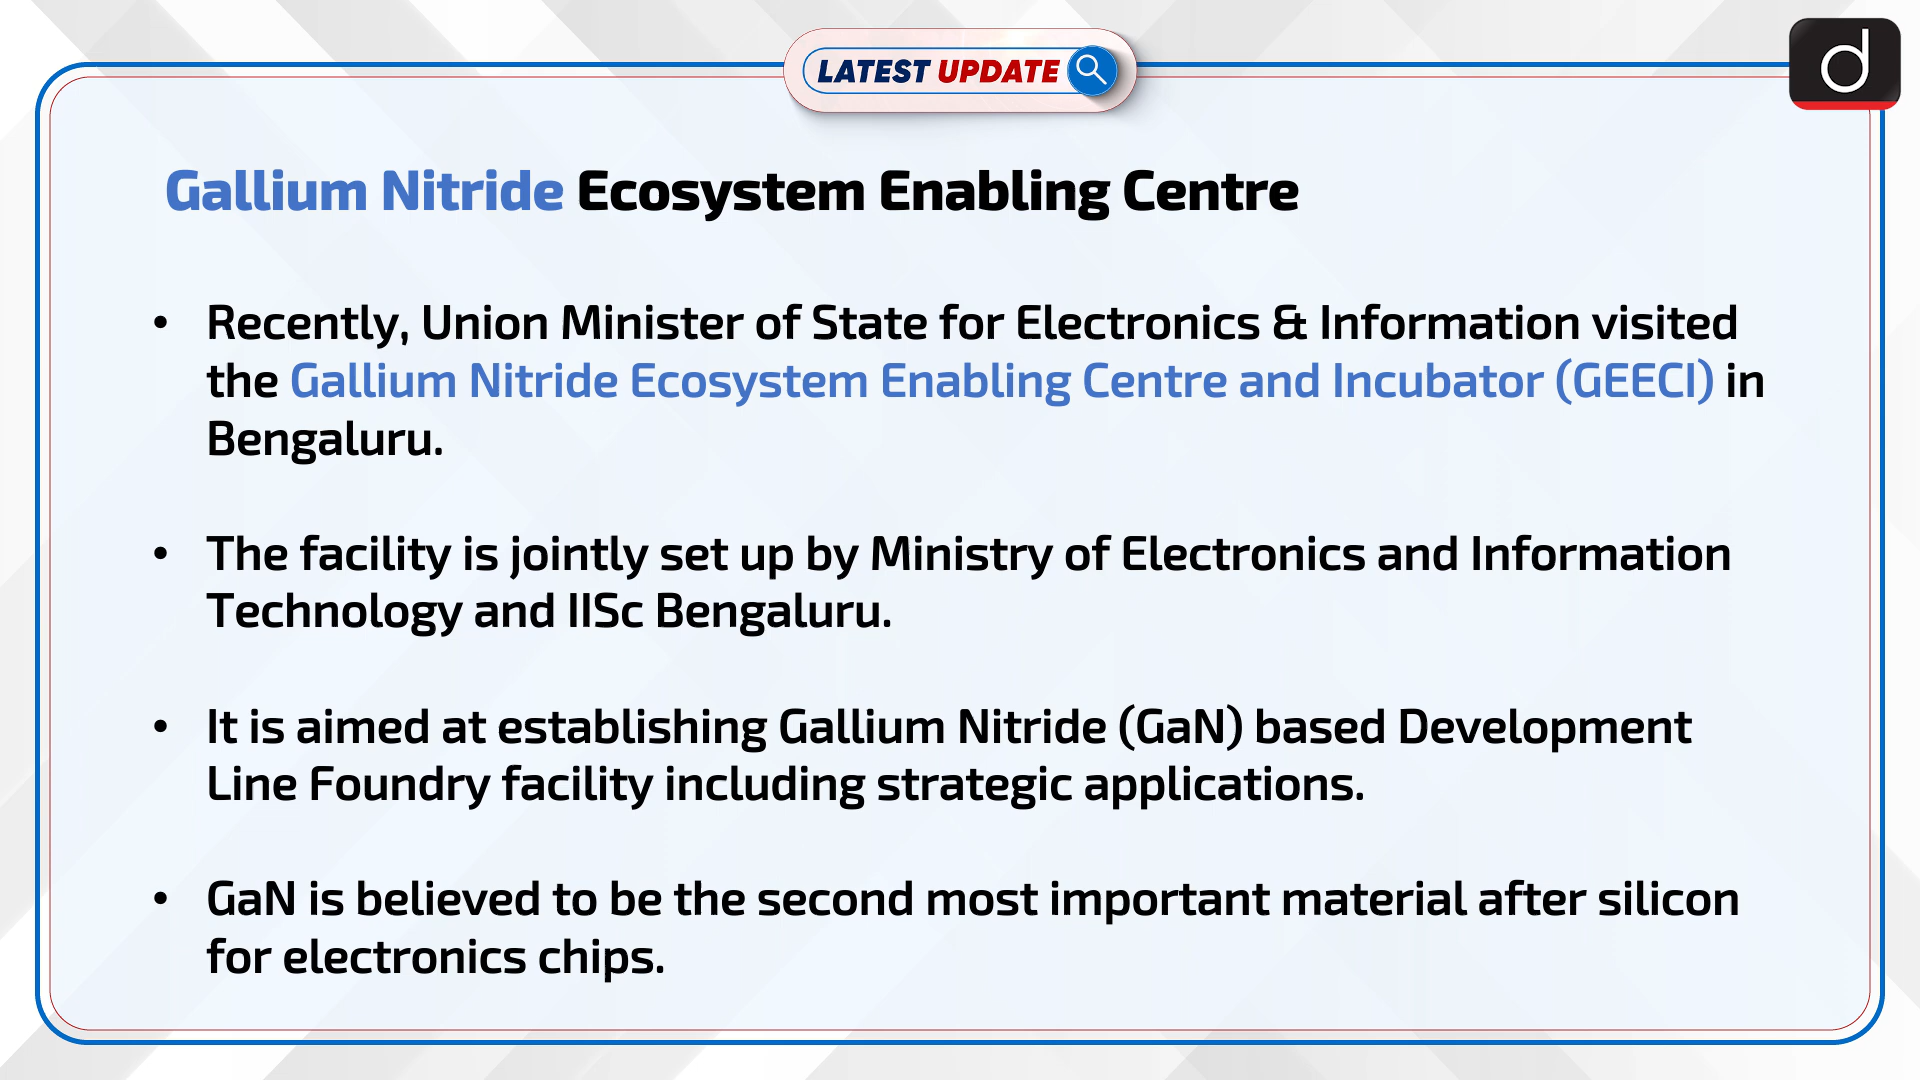 LATEST UPDATE
d
Gallium Nitride Ecosystem Enabling Centre
• Recently, Union Minister of State for Electronics & Information visited
the Gallium Nitride Ecosystem Enabling Centre and Incubator (GEECI) in
Bengaluru.
• The facility is jointly set up by Ministry of Electronics and Information
Technology and IISc Bengaluru.
• It is aimed at establishing Gallium Nitride (GaN) based Development
Line Foundry facility including strategic applications.
• GaN is believed to be the second most important material after silicon
for electronics chips.